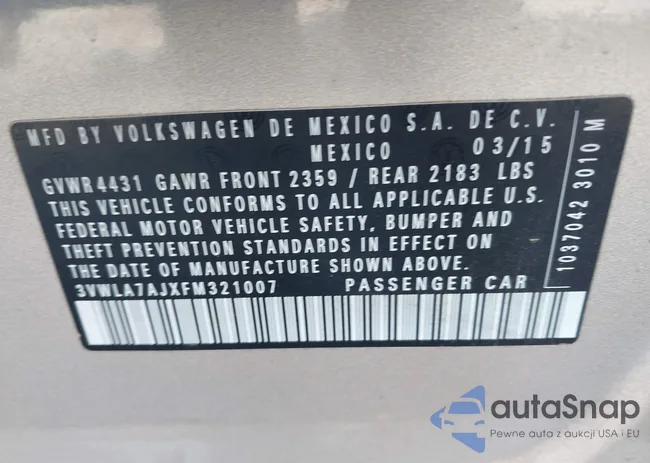 MFD BY VOLKSWAGEN DE MEXICO S.A. DE C.V.
MEXICO 03/15
GVWR 4431 GAWR FRONT 2359 / REAR 2183 LBS
THIS VEHICLE CONFORMS TO ALL APPLICABLE U.S.
FEDERAL MOTOR VEHICLE SAFETY, BUMPER AND
THEFT PREVENTION STANDARDS IN EFFECT ON
THE DATE OF MANUFACTURE SHOWN ABOVE.
3VWLA7AJXFM321007 PASSENGER CAR
1037042 3010 M
autoSnap
Pewne auta z aukcji USA i EU